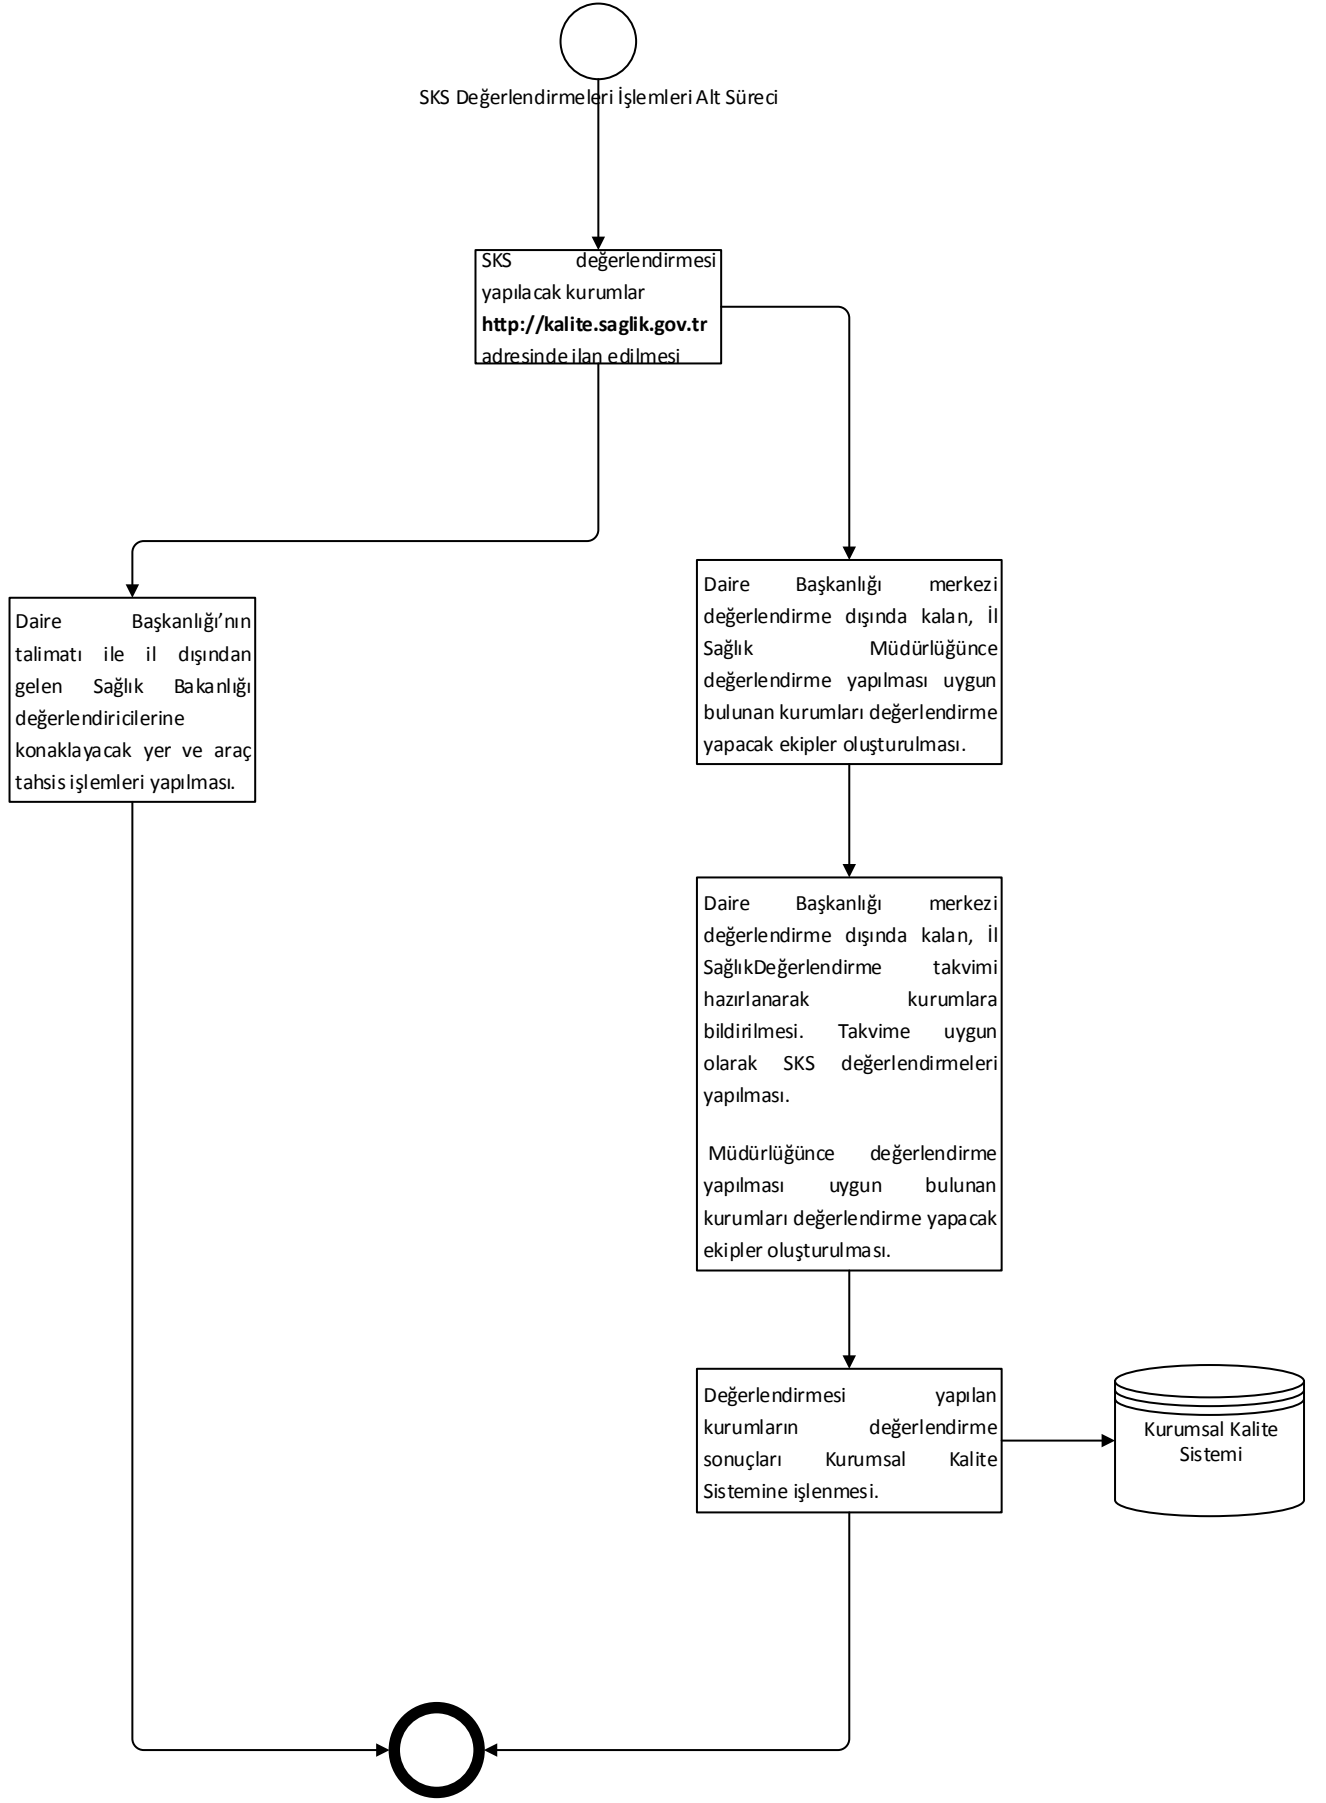 SKS Değerlendirmeleri İşlemleri Alt Süreci
SKS değerlendirmesi
yapılacak kurumlar
http://kalite.saglik.gov.tr
adresinde ilan edilmesi
Daire Başkanlığı’nın
talimatı ile il dışından
gelen Sağlık Bakanlığı
değerlendiricilerine
konaklayacak yer ve araç
tahsis işlemleri yapılması.
Daire Başkanlığı merkezi
değerlendirme dışında kalan, İl
Sağlık Müdürlüğünce
değerlendirme yapılması uygun
bulunan kurumları değerlendirme
yapacak ekipler oluşturulması.
Daire Başkanlığı merkezi
değerlendirme dışında kalan, İl
SağlıkDeğerlendirme takvimi
hazırlanarak kurumlara
bildirilmesi. Takvime uygun
olarak SKS değerlendirmeleri
yapılması.
Müdürlüğünce değerlendirme
yapılması uygun bulunan
kurumları değerlendirme yapacak
ekipler oluşturulması.
Değerlendirmesi yapılan
kurumların değerlendirme
sonuçları Kurumsal Kalite
Sistemine işlenmesi.
Kurumsal Kalite
Sistemi